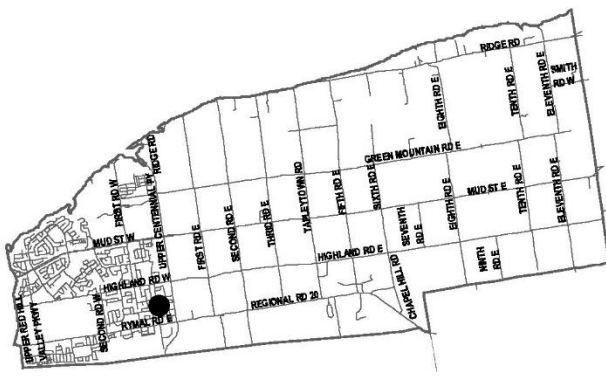 RIDGE RD
SMITH
RD W
ELEVENTH RD E
TENTH RD E
EIGHTH RD E
RIDGE RD
GREEN MOUNTAIN RD E
UPPER CENTENNIAL PY
FIRST RD W
TAPLEYTOWN RD
FIFTH RD E
SIXTH RD E
MUD ST E
EIGHTH RD E
TENTH RD E
ELEVENTH RD E
MUD ST W
FIRST RD E
SECOND RD E
THIRD RD E
HIGHLAND RD E
SEVENTH
RD E
NINTH
RD E
HIGHLAND RD W
CHAPEL HILL RD
REGIONAL RD 20
SECOND RD W
RYMAL RD
UPPER RED HILL
VALLEY PKWY